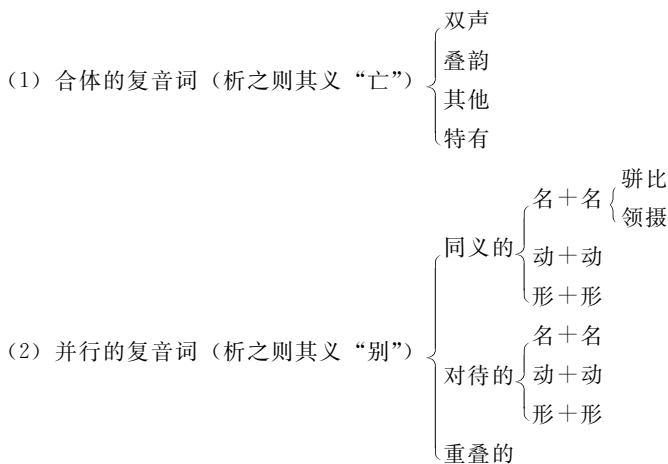 (1) 合体的复音词（析之则其义“亡”）
双声
叠韵
其他
特有
(2) 并行的复音词（析之则其义“别”）
同义的
名＋名
骈比
领摄
动＋动
形＋形
对待的
名＋名
动＋动
形＋形
重叠的